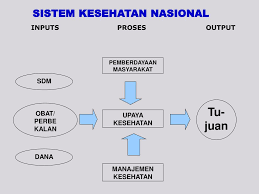 SISTEM KESEHATAN NASIONAL
INPUTS PROSES OUTPUT
PEMBERDAYAAN
MASYARAKAT
SDM
OBAT/
PERBE
KALAN
UPAYA
KESEHATAN
Tu-
juan
DANA
MANAJEMEN
KESEHATAN